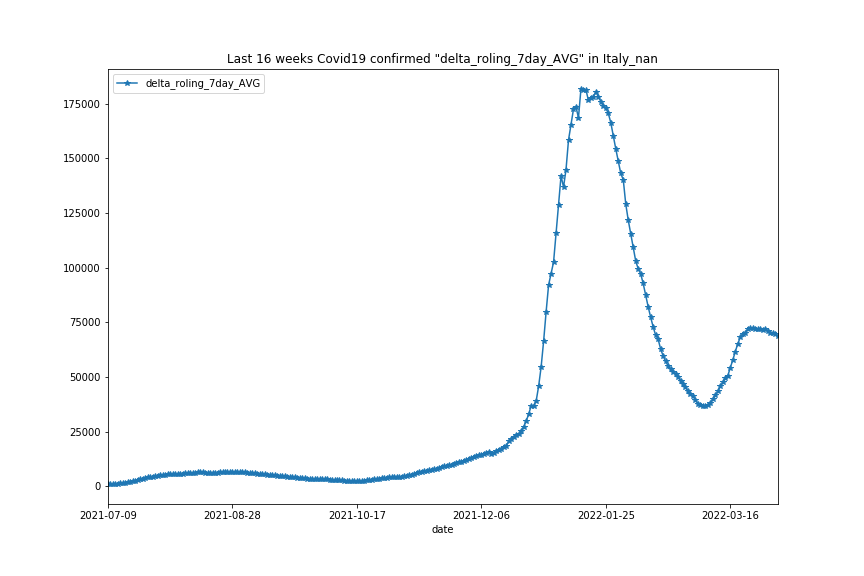 Last 16 weeks Covid19 confirmed "delta_roling_7day_AVG" in Italy_nan
delta_roling_7day_AVG
175000
150000
125000
100000
75000
50000
25000
0
2021-07-09 2021-08-28 2021-10-17 2021-12-06 2022-01-25 2022-03-16
date